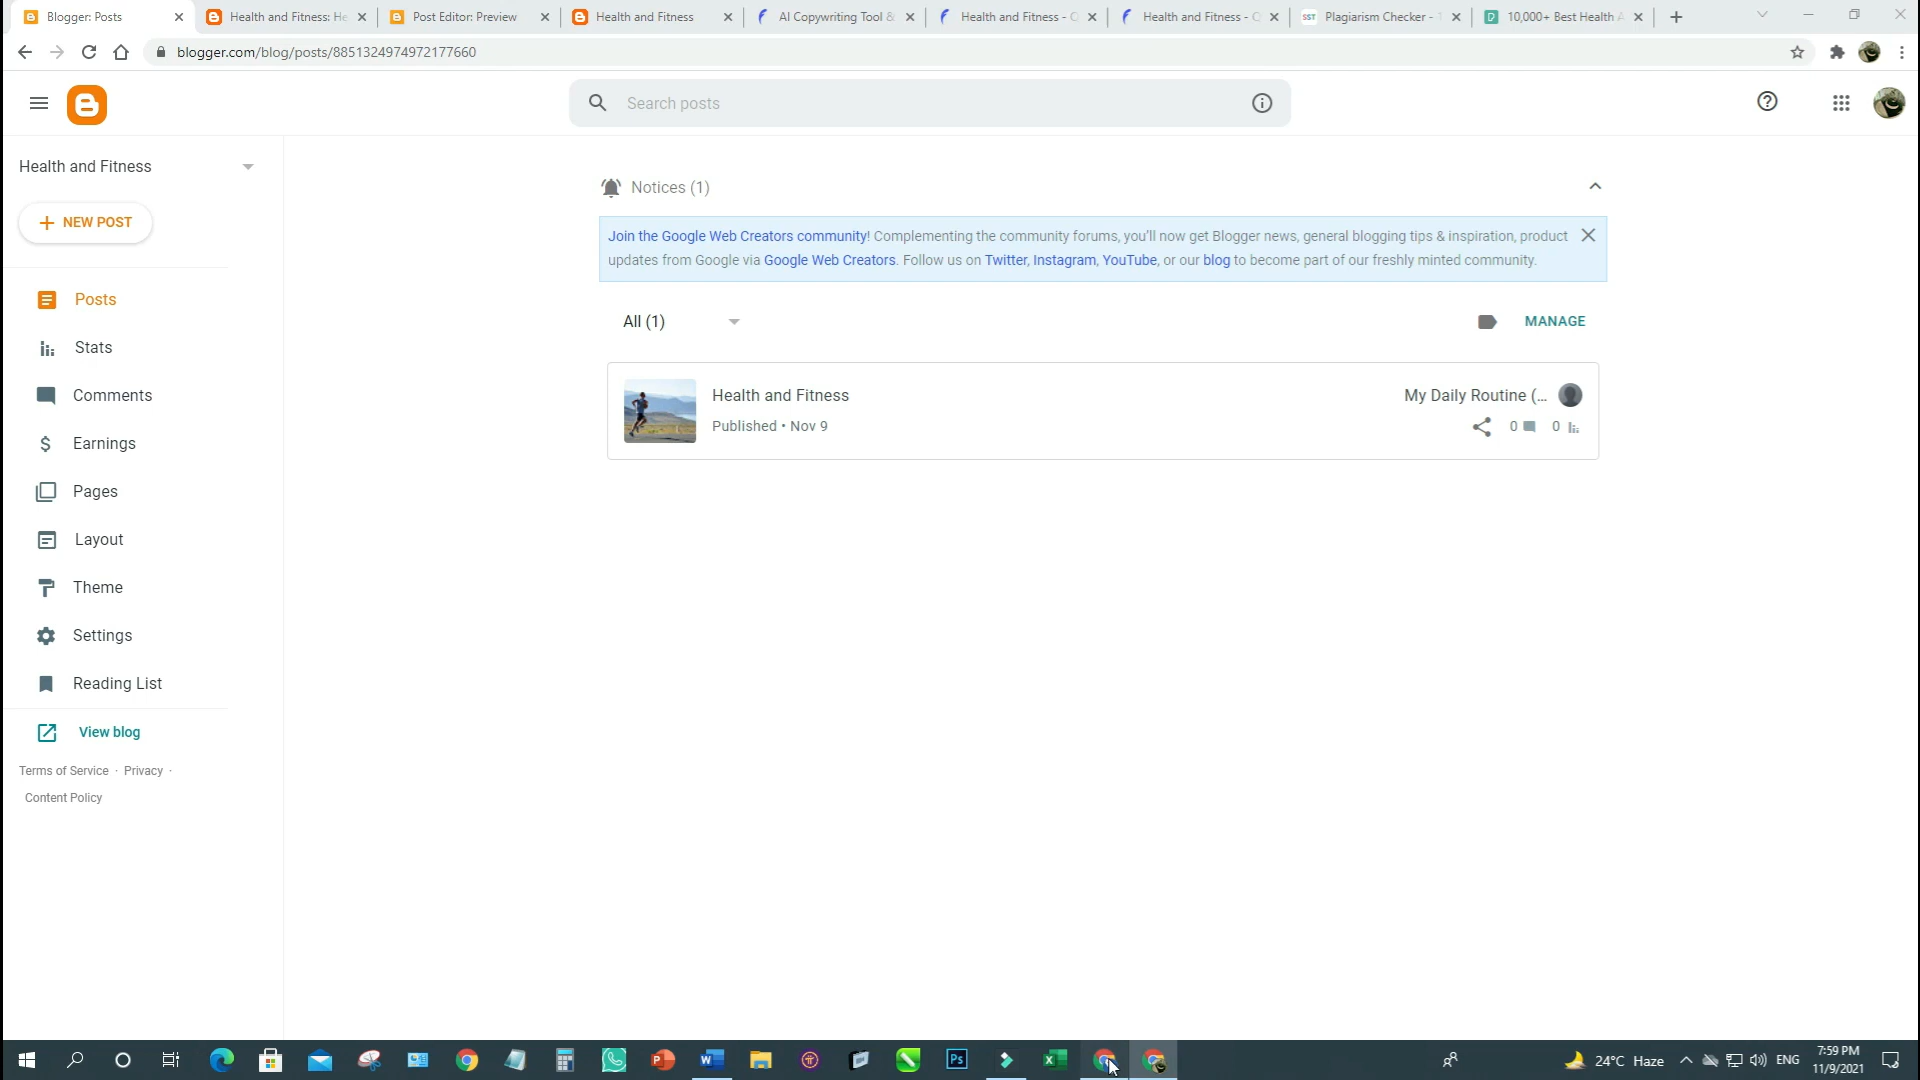 Blogger: Posts
Health and Fitness: He
Post Editor: Preview
Health and Fitness
AI Copywriting Tool &
Health and Fitness - C
Health and Fitness - C
SST Plagiarism Checker -
D 10,000+ Best Health A
blogger.com/blog/posts/8851324974972177660
Search posts
Health and Fitness
NEW POST
Posts
Stats
Comments
Earnings
Pages
Layout
Theme
Settings
Reading List
View blog
Terms of Service · Privacy ·
Content Policy
Notices (1)
Join the Google Web Creators community! Complementing the community forums, you'll now get Blogger news, general blogging tips & inspiration, product
updates from Google via Google Web Creators. Follow us on Twitter, Instagram, YouTube, or our blog to become part of our freshly minted community.
All (1)
MANAGE
Health and Fitness
My Daily Routine (...
Published • Nov 9
0 0
24°C Haze
ENG
7:59 PM
11/9/2021